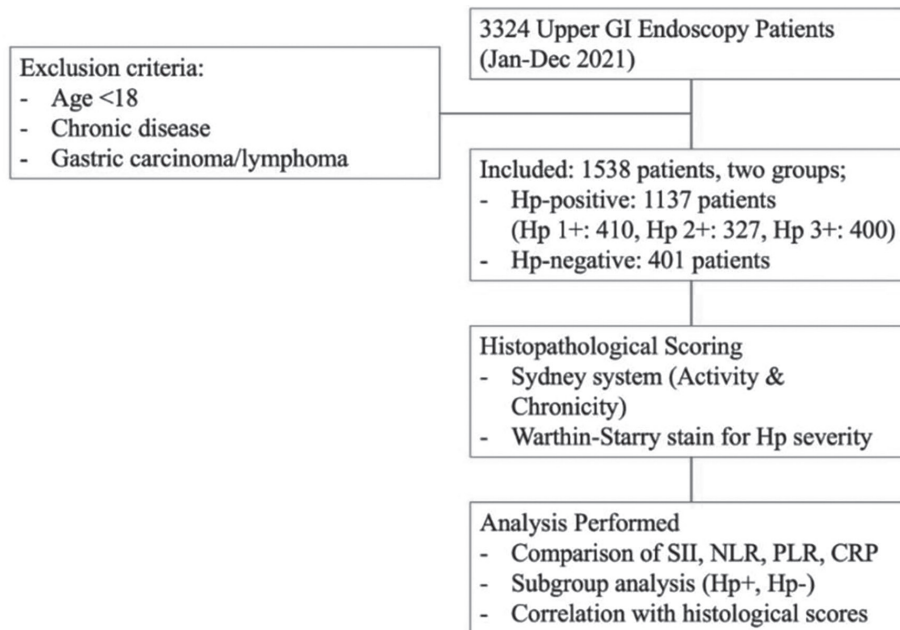 3324 Upper GI Endoscopy Patients
(Jan-Dec 2021)
Exclusion criteria:
- Age <18
- Chronic disease
- Gastric carcinoma/lymphoma
Included: 1538 patients, two groups;
- Hp-positive: 1137 patients
(Hp 1+: 410, Hp 2+: 327, Hp 3+: 400)
- Hp-negative: 401 patients
Histopathological Scoring
- Sydney system (Activity &
Chronicity)
- Warthin-Starry stain for Hp severity
Analysis Performed
- Comparison of SII, NLR, PLR, CRP
- Subgroup analysis (Hp+, Hp-)
- Correlation with histological scores